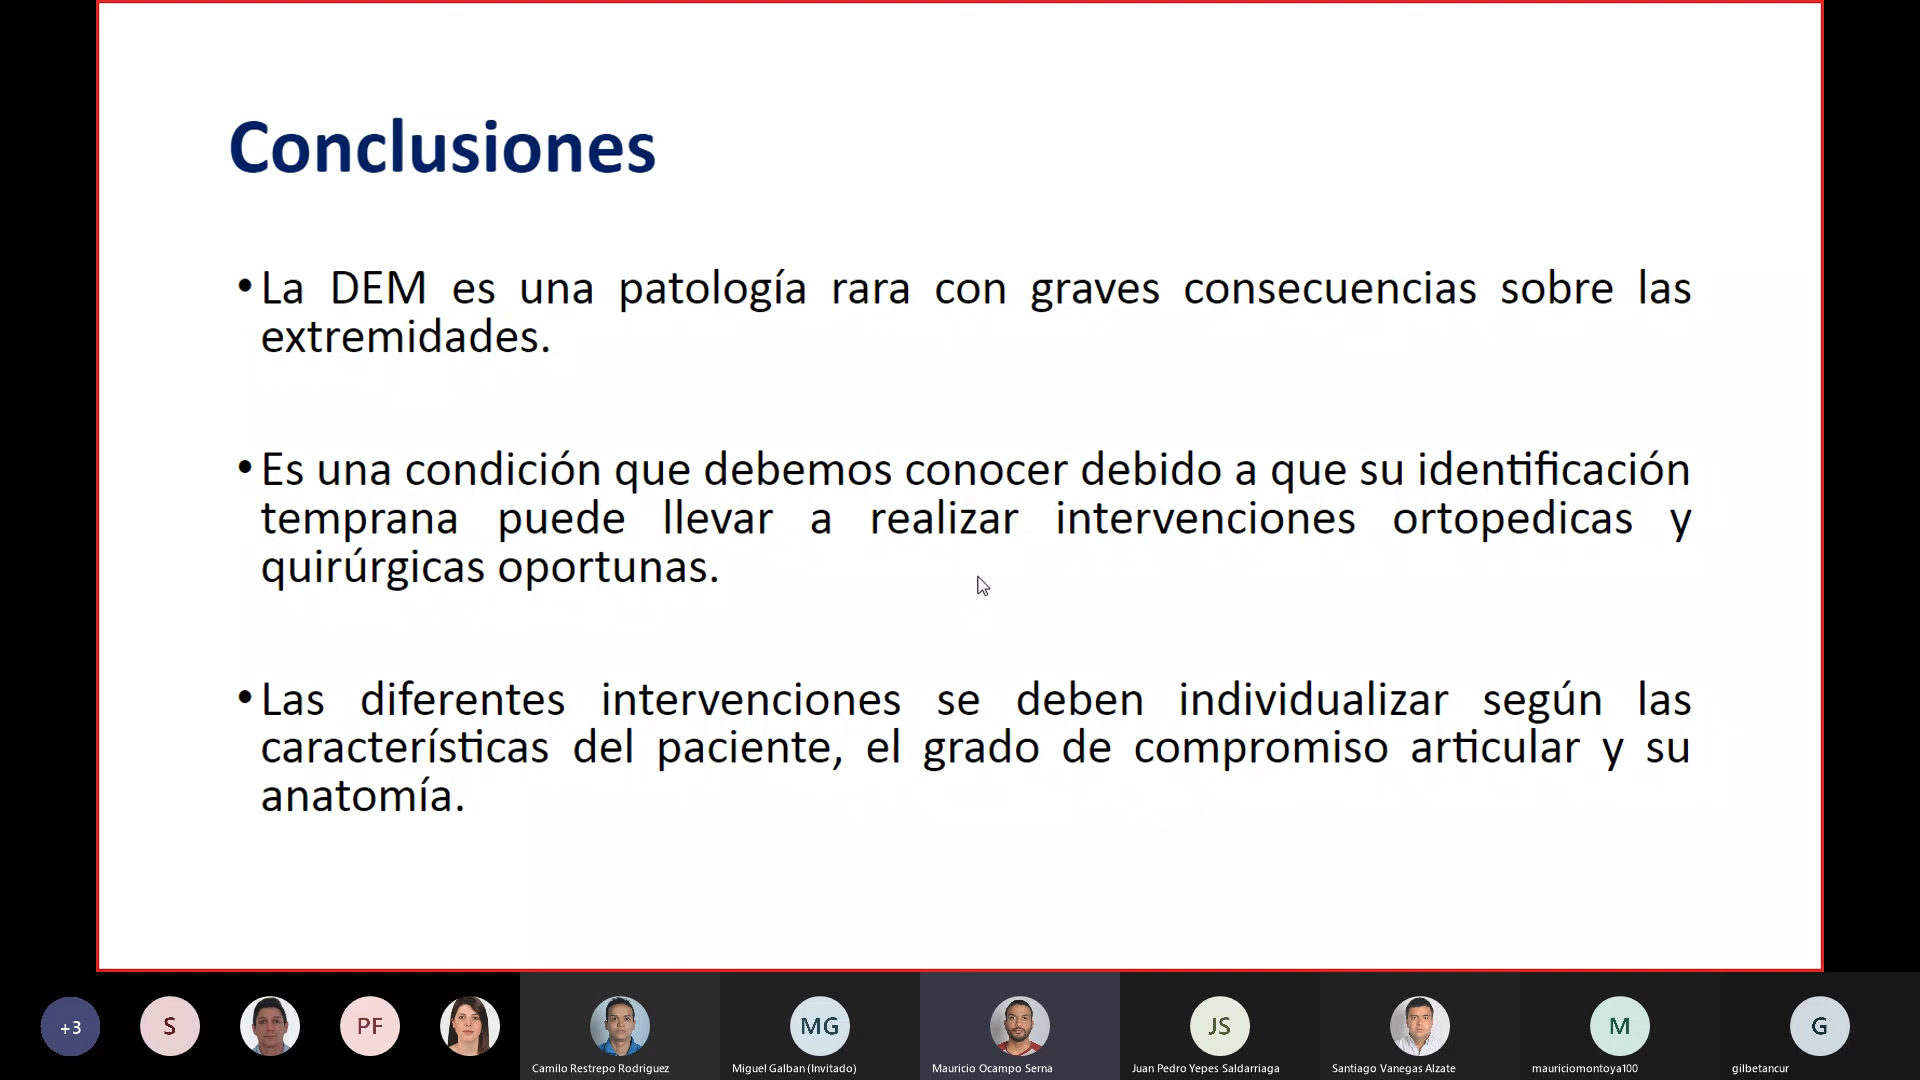 Conclusiones
• La DEM es una patología rara con graves consecuencias sobre las
extremidades.
• Es una condición que debemos conocer debido a que su identificación
temprana puede llevar a realizar intervenciones ortopedicas y
quirúrgicas oportunas.
• Las diferentes intervenciones se deben individualizar según las
características del paciente, el grado de compromiso articular y su
anatomía.
+3
S
PF
MG
JS
M
G
Camilo Restrepo Rodriguez
Miguel Galban (Invitado)
Mauricio Ocampo Serna
Juan Pedro Yepes Saldarriaga
Santiago Vanegas Alzate
mauriciomontoya100
gilbetancur